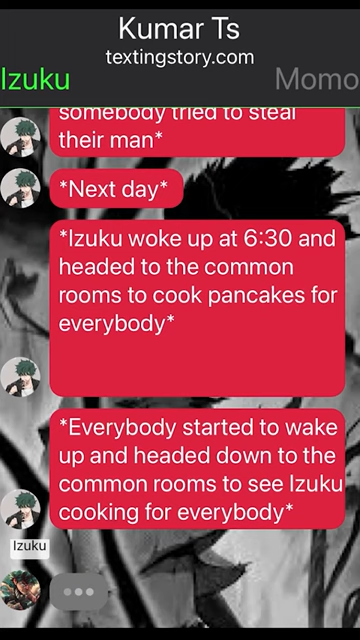 Kumar Ts
textingstory.com
Izuku
Momo
somebody tried to steal
their man*
*Next day*
*Izuku woke up at 6:30 and
headed to the common
rooms to cook pancakes for
everybody*
*Everybody started to wake
up and headed down to the
common rooms to see Izuku
cooking for everybody*
Izuku